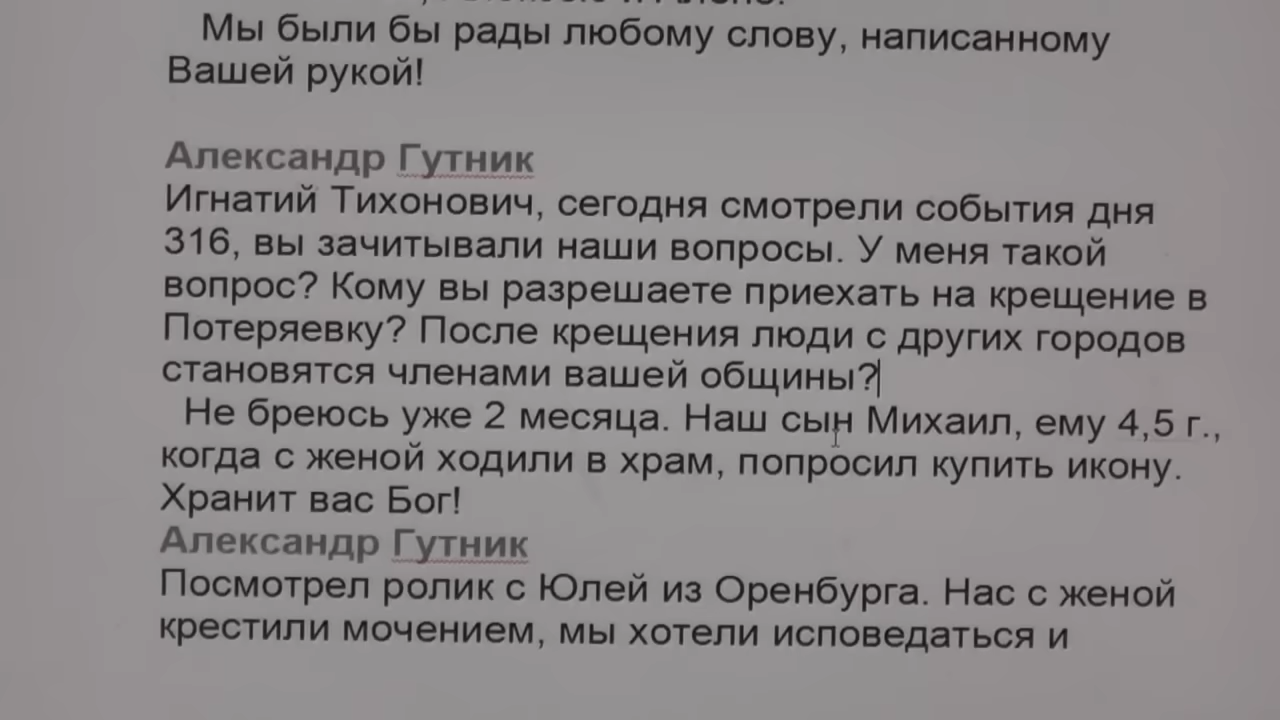 Мы были бы рады любому слову, написанному
Вашей рукой!
Александр Гутник
Игнатий Тихонович, сегодня смотрели события дня
316, вы зачитывали наши вопросы. У меня такой
вопрос? Кому вы разрешаете приехать на крещение в
Потеряевку? После крещения люди с других городов
становятся членами вашей общины?
Не бреюсь уже 2 месяца. Наш сын Михаил, ему 4,5 г.,
когда с женой ходили в храм, попросил купить икону.
Хранит вас Бог!
Александр Гутник
Посмотрел ролик с Юлей из Оренбурга. Нас с женой
крестили мочением, мы хотели исповедаться и